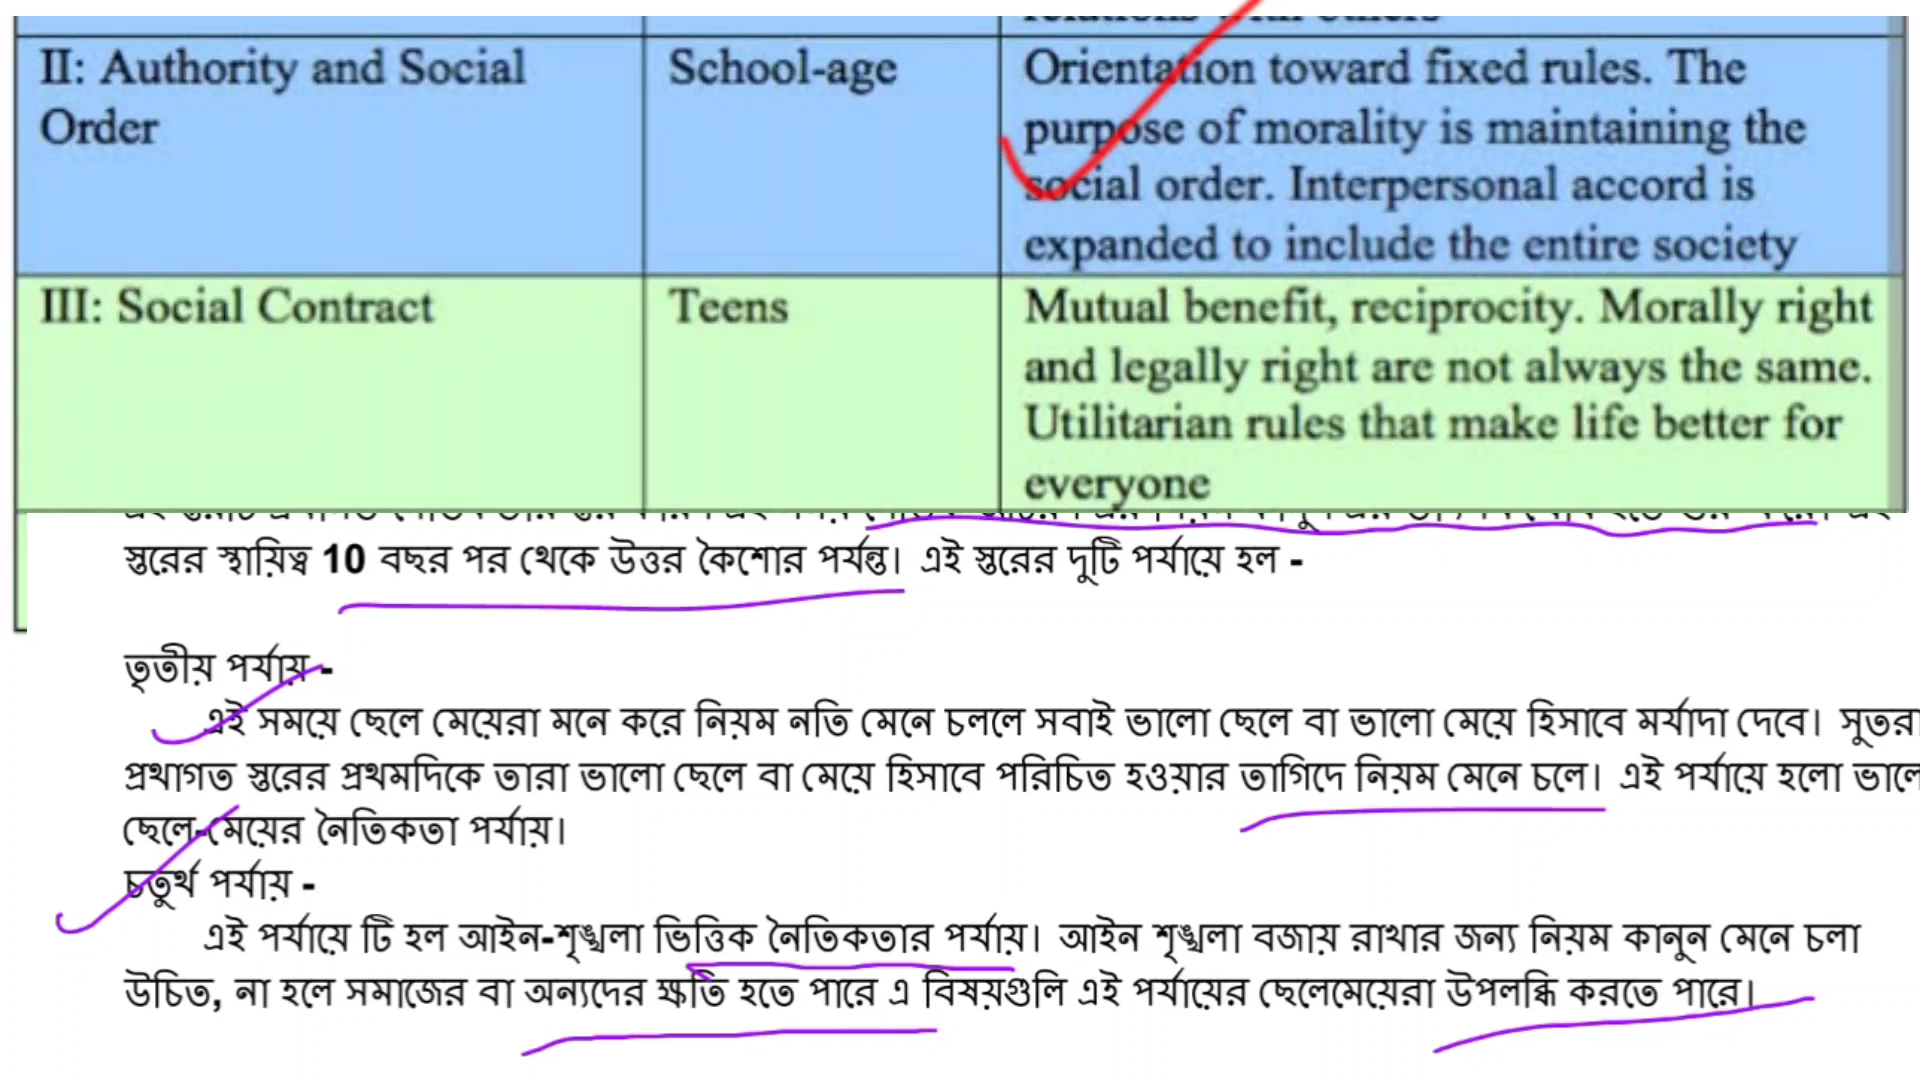 relations with others
II: Authority and Social
Order
School-age
Orientation toward fixed rules. The
purpose of morality is maintaining the
social order. Interpersonal accord is
expanded to include the entire society
III: Social Contract
Teens
Mutual benefit, reciprocity. Morally right
and legally right are not always the same.
Utilitarian rules that make life better for
everyone
স্তরের স্থায়িত্ব 10 বছর পর থেকে উত্তর কৈশোর পর্যন্ত। এই স্তরের দুটি পর্যায়ে হল -
তৃতীয় পর্যায় -
এই সময়ে ছেলে মেয়েরা মনে করে নিয়ম নতি মেনে চললে সবাই ভালো ছেলে বা ভালো মেয়ে হিসাবে মর্যাদা দেবে। সুতরা
প্রথাগত স্তরের প্রথমদিকে তারা ভালো ছেলে বা মেয়ে হিসাবে পরিচিত হওয়ার তাগিদে নিয়ম মেনে চলে। এই পর্যায়ে হলো ভালে
ছেলে-মেয়ের নৈতিকতা পর্যায়।
চতুর্থ পর্যায় -
এই পর্যায়ে টি হল আইন-শৃঙ্খলা ভিত্তিক নৈতিকতার পর্যায়। আইন শৃঙ্খলা বজায় রাখার জন্য নিয়ম কানুন মেনে চলা
উচিত, না হলে সমাজের বা অন্যদের ক্ষতি হতে পারে এ বিষয়গুলি এই পর্যায়ের ছেলেমেয়েরা উপলব্ধি করতে পারে।